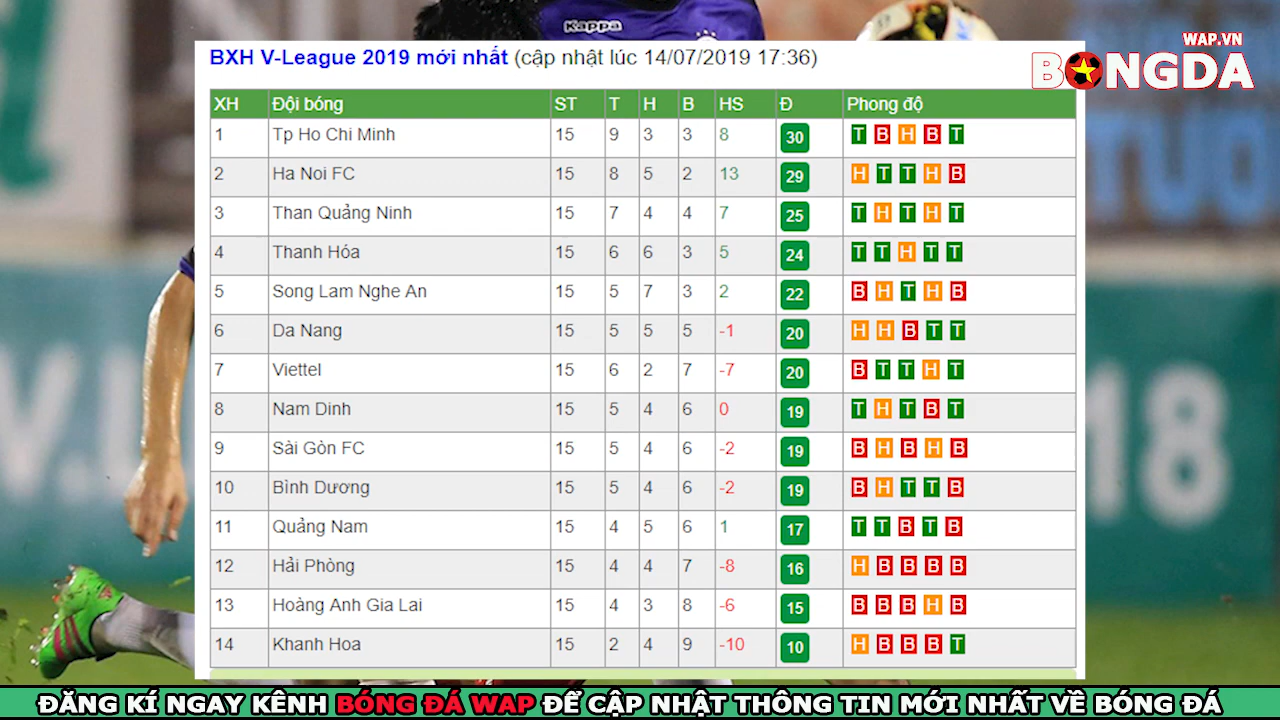 Kappa
WAP.VN
BONGDA
BXH V-League 2019 mới nhất (cập nhật lúc 14/07/2019 17:36)
XH Đội bóng ST T H B HS Đ Phong độ
1 Tp Ho Chi Minh 15 9 3 3 8 30 T B H B T
2 Ha Noi FC 15 8 5 2 13 29 H T T H B
3 Than Quảng Ninh 15 7 4 4 7 25 T H T H T
4 Thanh Hóa 15 6 6 3 5 24 T T H T T
5 Song Lam Nghe An 15 5 7 3 2 22 B H T H B
6 Da Nang 15 5 5 5 -1 20 H H B T T
7 Viettel 15 6 2 7 -7 20 B T T H T
8 Nam Dinh 15 5 4 6 0 19 T H T B T
9 Sài Gòn FC 15 5 4 6 -2 19 B H B H B
10 Bình Dương 15 5 4 6 -2 19 B H T T B
11 Quảng Nam 15 4 5 6 1 17 T T B T B
12 Hải Phòng 15 4 4 7 -8 16 H B B B B
13 Hoàng Anh Gia Lai 15 4 3 8 -6 15 B B B H B
14 Khanh Hoa 15 2 4 9 -10 10 H B B B T
18
ĐĂNG KÍ NGAY KÊNH BÓNG ĐÁ WAP ĐỂ CẬP NHẬT THÔNG TIN MỚI NHẤT VỀ BÓNG ĐÁ